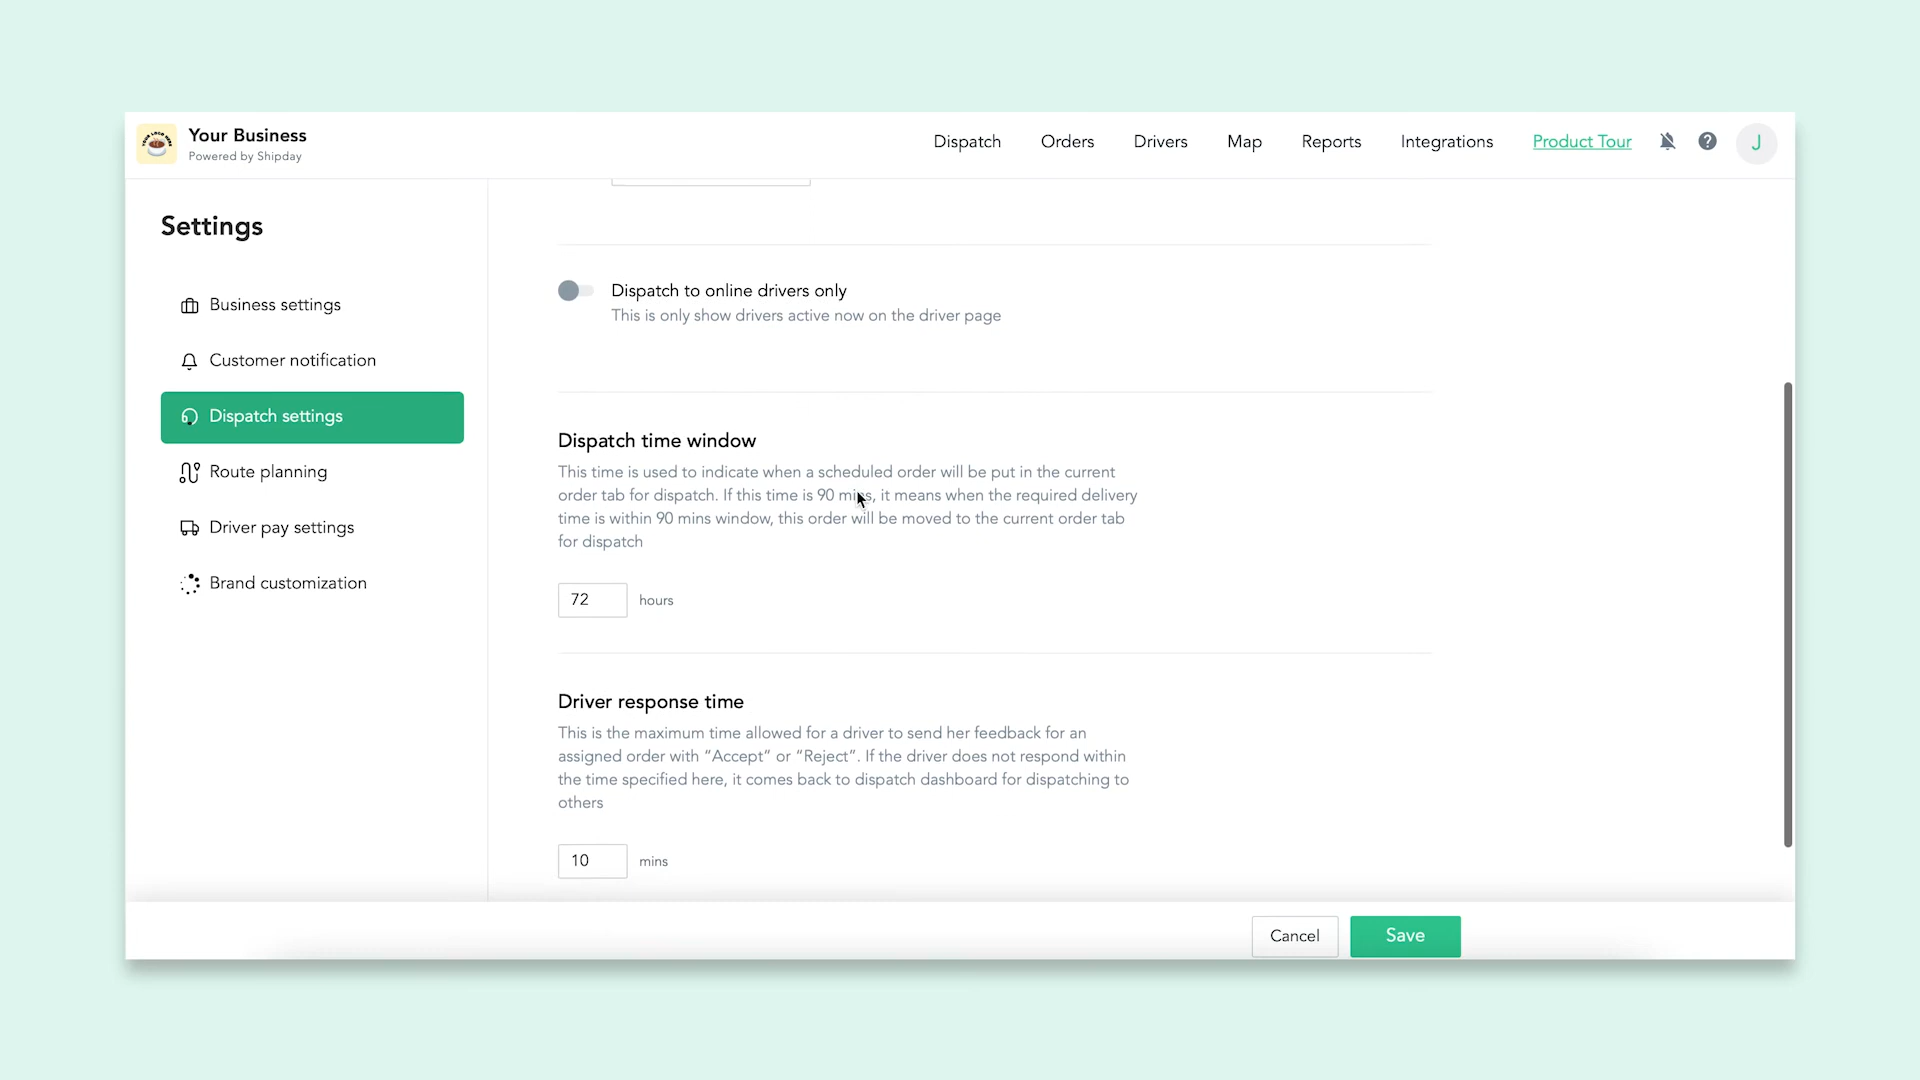 Your Business
Powered by Shipday
Dispatch
Orders
Drivers
Map
Reports
Integrations
Product Tour
J
Settings
Business settings
Customer notification
Dispatch settings
Route planning
Driver pay settings
Brand customization
Dispatch to online drivers only
This is only show drivers active now on the driver page
Dispatch time window
This time is used to indicate when a scheduled order will be put in the current
order tab for dispatch. If this time is 90 mins, it means when the required delivery
time is within 90 mins window, this order will be moved to the current order tab
for dispatch
72 hours
Driver response time
This is the maximum time allowed for a driver to send her feedback for an
assigned order with “Accept” or “Reject”. If the driver does not respond within
the time specified here, it comes back to dispatch dashboard for dispatching to
others
10 mins
Cancel
Save